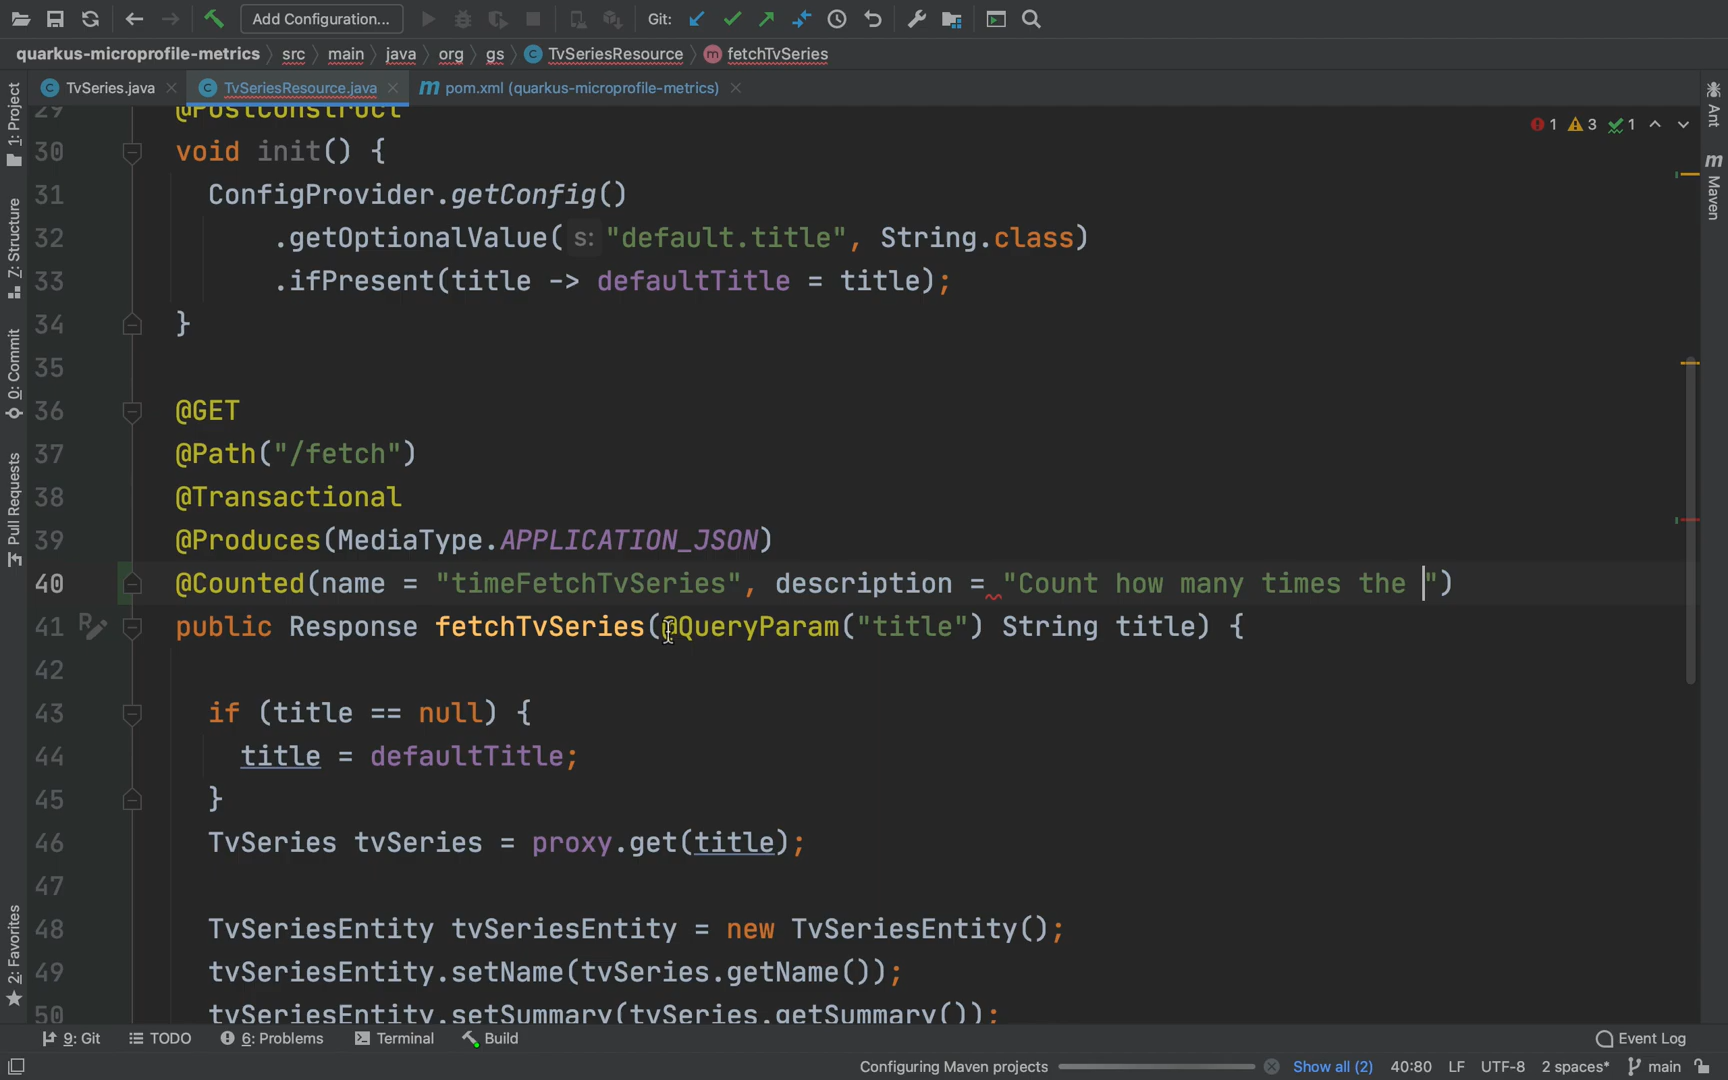 Add Configuration...
Git:
quarkus-microprofile-metrics src main java org gs TvSeriesResource fetchTvSeries
TvSeries.java TvSeriesResource.java pom.xml (quarkus-microprofile-metrics)
1 3 1
1: Project
7: Structure
0: Commit
Pull Requests
2: Favorites
Ant
Maven
29 @PostConstruct
30 void init() {
31 ConfigProvider.getConfig()
32 .getOptionalValue( s: "default.title", String.class)
33 .ifPresent(title -> defaultTitle = title);
34 }
35
36 @GET
37 @Path("/fetch")
38 @Transactional
39 @Produces(MediaType.APPLICATION_JSON)
40 @Counted(name = "timeFetchTvSeries", description = "Count how many times the ")
41 public Response fetchTvSeries(@QueryParam("title") String title) {
42
43 if (title == null) {
44 title = defaultTitle;
45 }
46 TvSeries tvSeries = proxy.get(title);
47
48 TvSeriesEntity tvSeriesEntity = new TvSeriesEntity();
49 tvSeriesEntity.setName(tvSeries.getName());
50 tvSeriesEntity.setSummary(tvSeries.getSummary());
9: Git TODO 6: Problems Terminal Build Event Log
Configuring Maven projects Show all (2) 40:80 LF UTF-8 2 spaces* main